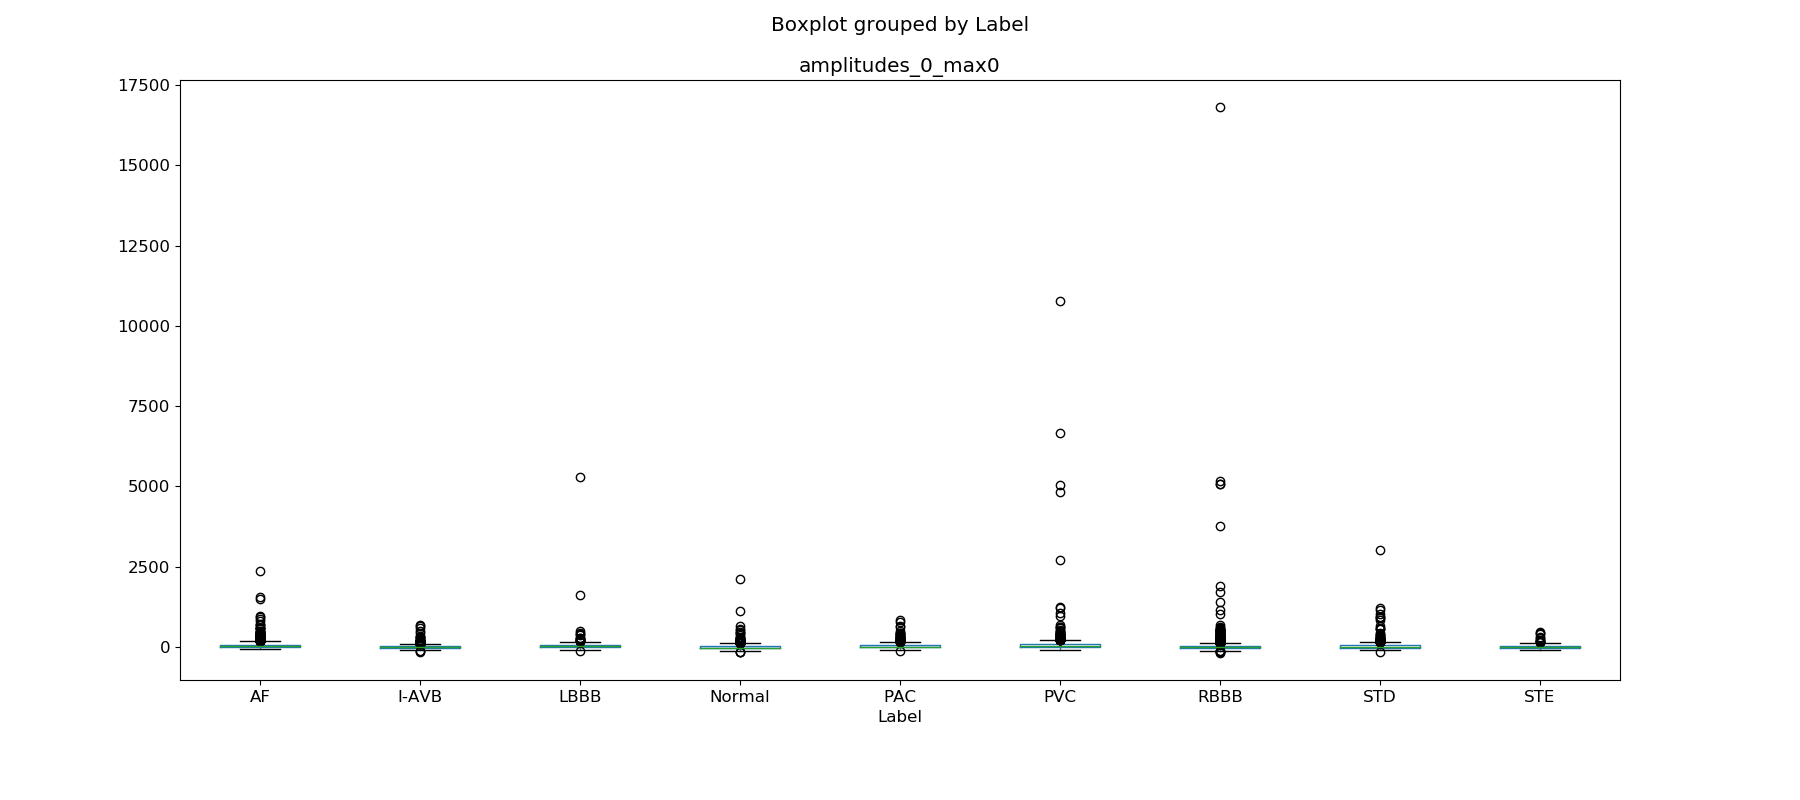 Boxplot grouped by Label
amplitudes_0_max0
17500
15000
12500
10000
7500
5000
2500
0
AF I-AVB LBBB Normal PAC PVC RBBB STD STE
Label